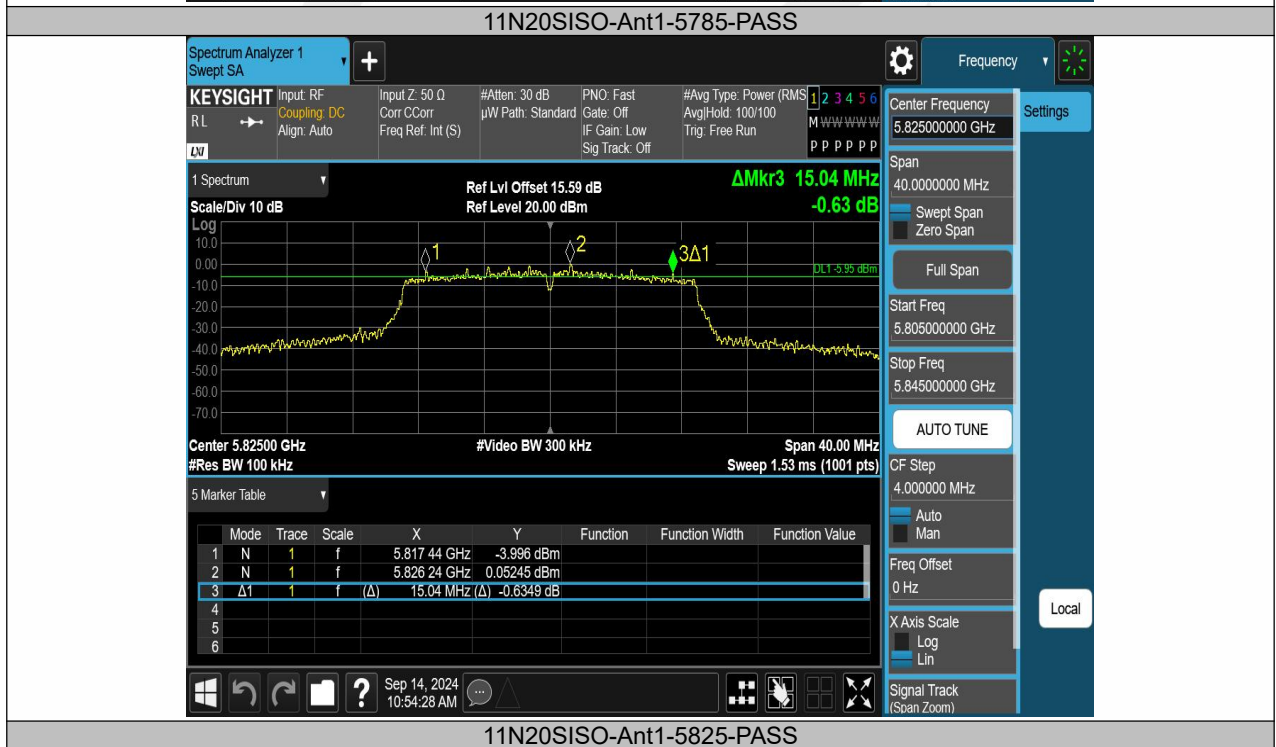 11N20SISO-Ant1-5785-PASS
Spectrum Analyzer 1
Swept SA
+
Frequency
KEYSIGHT
RL
LXI
Input: RF
Coupling: DC
Align: Auto
Input Z: 50 Ω
Corr CCorr
Freq Ref: Int (S)
#Atten: 30 dB
µW Path: Standard
PNO: Fast
Gate: Off
IF Gain: Low
Sig Track: Off
#Avg Type: Power (RMS
Avg|Hold: 100/100
Trig: Free Run
1 2 3 4 5 6
M W W W W W
P P P P P P
1 Spectrum
Scale/Div 10 dB
Ref Lvl Offset 15.59 dB
Ref Level 20.00 dBm
ΔMkr3 15.04 MHz
-0.63 dB
Log
10.0
0.00
-10.0
-20.0
-30.0
-40.0
-50.0
-60.0
-70.0
1
2
3Δ1
DL1 -5.95 dBm
Center 5.82500 GHz
#Video BW 300 kHz
Span 40.00 MHz
#Res BW 100 kHz
Sweep 1.53 ms (1001 pts)
5 Marker Table
Mode Trace Scale X Y Function Function Width Function Value
1 N 1 f 5.817 44 GHz -3.996 dBm
2 N 1 f 5.826 24 GHz 0.05245 dBm
3 Δ1 1 f (Δ) 15.04 MHz (Δ) -0.6349 dB
4
5
6
Sep 14, 2024
10:54:28 AM
?
Center Frequency
5.825000000 GHz
Span
40.0000000 MHz
Swept Span
Zero Span
Full Span
Start Freq
5.805000000 GHz
Stop Freq
5.845000000 GHz
AUTO TUNE
CF Step
4.000000 MHz
Auto
Man
Freq Offset
0 Hz
X Axis Scale
Log
Lin
Signal Track
(Span Zoom)
Settings
Local
11N20SISO-Ant1-5825-PASS